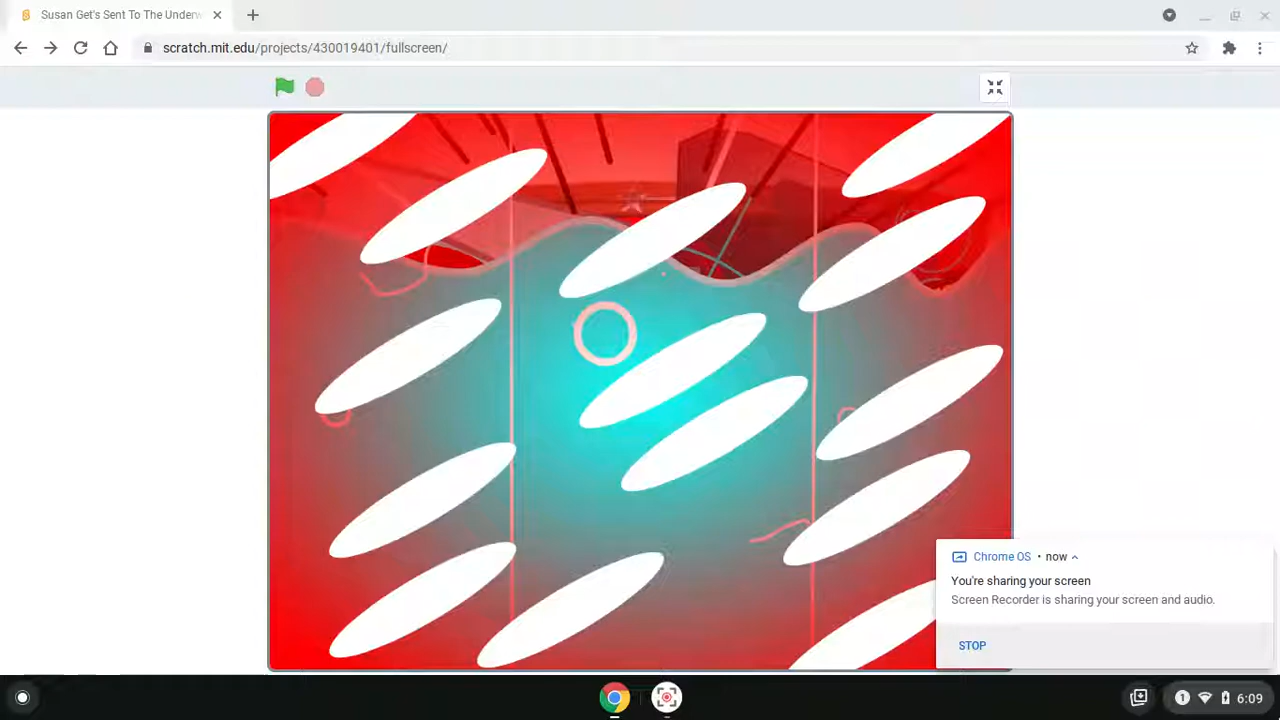 Susan Get's Sent To The Underw
scratch.mit.edu/projects/430019401/fullscreen/
Chrome OS • now
You're sharing your screen
Screen Recorder is sharing your screen and audio.
STOP
1
6:09